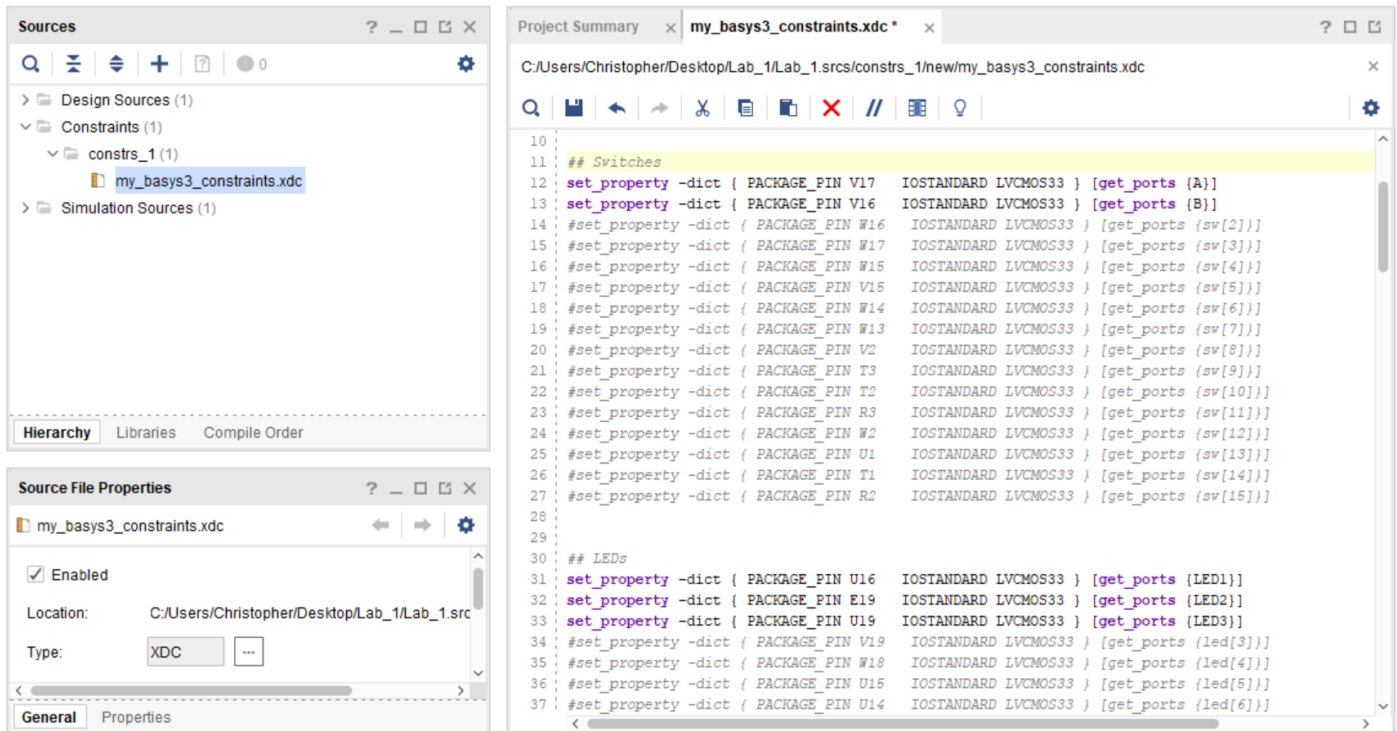 Sources
0
Design Sources (1)
Constraints (1)
constrs_1 (1)
my_basys3_constraints.xdc
Simulation Sources (1)
Hierarchy Libraries Compile Order
Source File Properties
my_basys3_constraints.xdc
Enabled
Location: C:/Users/Christopher/Desktop/Lab_1/Lab_1.src
Type: XDC ...
General Properties
Project Summary my_basys3_constraints.xdc *
C:/Users/Christopher/Desktop/Lab_1/Lab_1.srcs/constrs_1/new/my_basys3_constraints.xdc
10
11 ## Switches
12 set_property -dict { PACKAGE_PIN V17 IOSTANDARD LVCMOS33 } [get_ports {A}]
13 set_property -dict { PACKAGE_PIN V16 IOSTANDARD LVCMOS33 } [get_ports {B}]
14 #set_property -dict { PACKAGE_PIN W16 IOSTANDARD LVCMOS33 } [get_ports {sw[2]}]
15 #set_property -dict { PACKAGE_PIN W17 IOSTANDARD LVCMOS33 } [get_ports {sw[3]}]
16 #set_property -dict { PACKAGE_PIN W15 IOSTANDARD LVCMOS33 } [get_ports {sw[4]}]
17 #set_property -dict { PACKAGE_PIN V15 IOSTANDARD LVCMOS33 } [get_ports {sw[5]}]
18 #set_property -dict { PACKAGE_PIN W14 IOSTANDARD LVCMOS33 } [get_ports {sw[6]}]
19 #set_property -dict { PACKAGE_PIN W13 IOSTANDARD LVCMOS33 } [get_ports {sw[7]}]
20 #set_property -dict { PACKAGE_PIN V2 IOSTANDARD LVCMOS33 } [get_ports {sw[8]}]
21 #set_property -dict { PACKAGE_PIN T3 IOSTANDARD LVCMOS33 } [get_ports {sw[9]}]
22 #set_property -dict { PACKAGE_PIN T2 IOSTANDARD LVCMOS33 } [get_ports {sw[10]}]
23 #set_property -dict { PACKAGE_PIN R3 IOSTANDARD LVCMOS33 } [get_ports {sw[11]}]
24 #set_property -dict { PACKAGE_PIN W2 IOSTANDARD LVCMOS33 } [get_ports {sw[12]}]
25 #set_property -dict { PACKAGE_PIN U1 IOSTANDARD LVCMOS33 } [get_ports {sw[13]}]
26 #set_property -dict { PACKAGE_PIN T1 IOSTANDARD LVCMOS33 } [get_ports {sw[14]}]
27 #set_property -dict { PACKAGE_PIN R2 IOSTANDARD LVCMOS33 } [get_ports {sw[15]}]
28
29
30 ## LEDs
31 set_property -dict { PACKAGE_PIN U16 IOSTANDARD LVCMOS33 } [get_ports {LED1}]
32 set_property -dict { PACKAGE_PIN E19 IOSTANDARD LVCMOS33 } [get_ports {LED2}]
33 set_property -dict { PACKAGE_PIN U19 IOSTANDARD LVCMOS33 } [get_ports {LED3}]
34 #set_property -dict { PACKAGE_PIN V19 IOSTANDARD LVCMOS33 } [get_ports {led[3]}]
35 #set_property -dict { PACKAGE_PIN W18 IOSTANDARD LVCMOS33 } [get_ports {led[4]}]
36 #set_property -dict { PACKAGE_PIN U15 IOSTANDARD LVCMOS33 } [get_ports {led[5]}]
37 #set_property -dict { PACKAGE_PIN U14 IOSTANDARD LVCMOS33 } [get_ports {led[6]}]